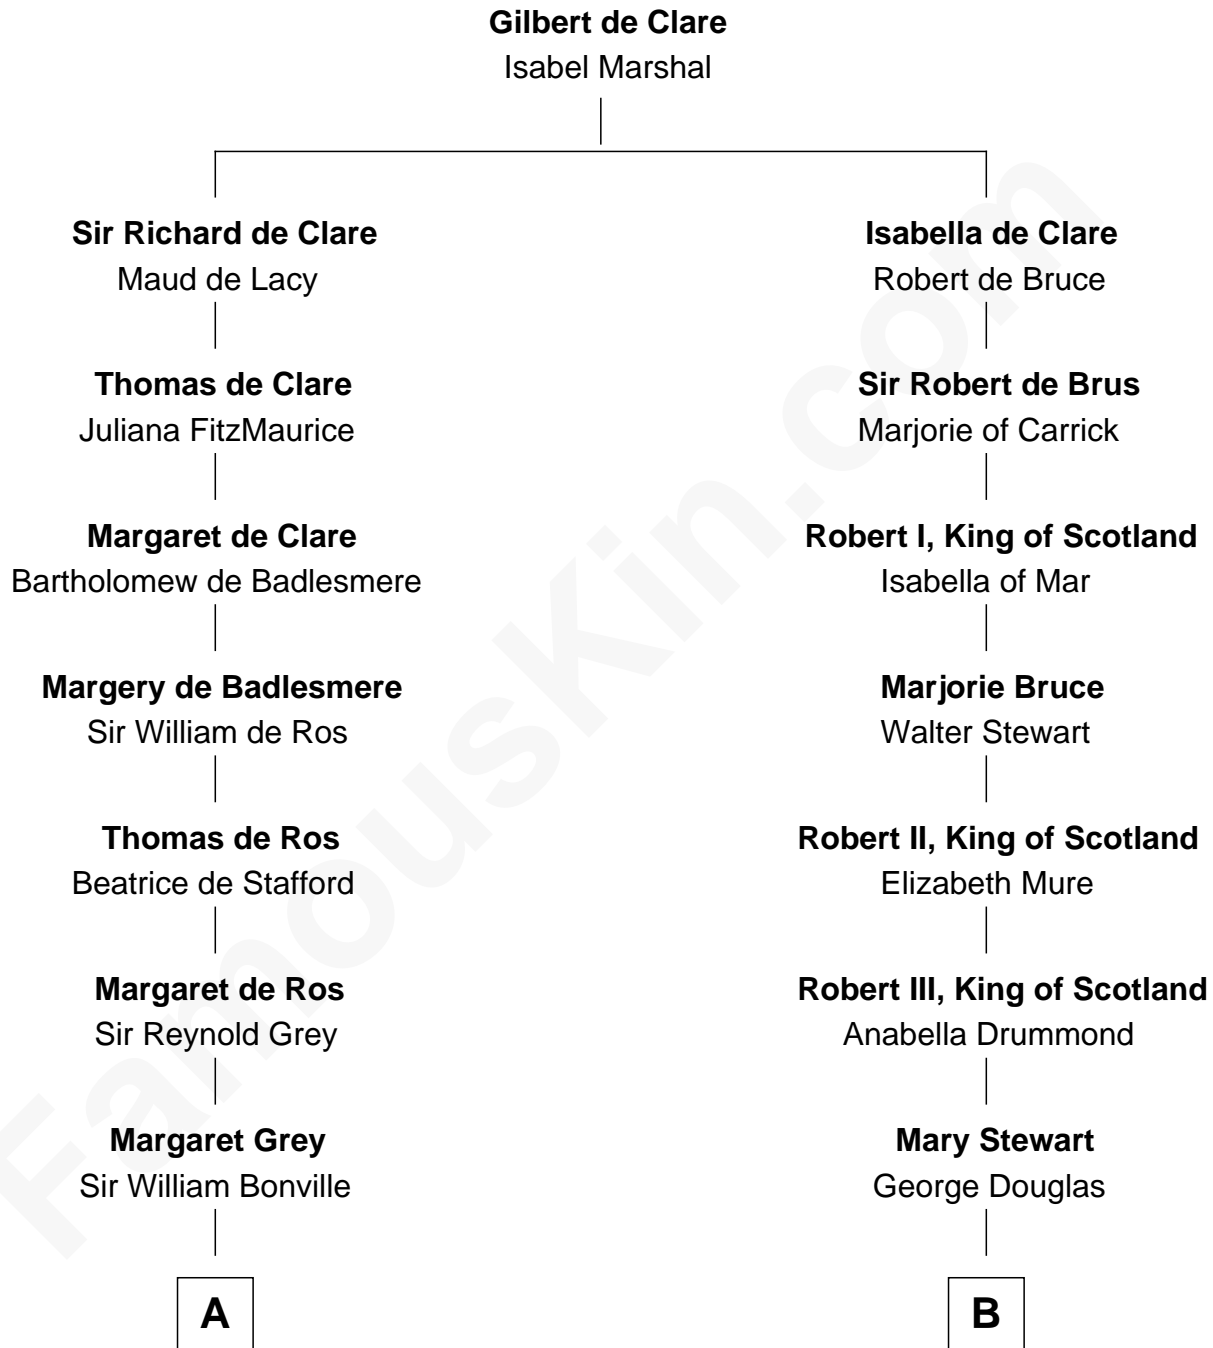 Gilbert de Clare
Isabel Marshal
Sir Richard de Clare
Maud de Lacy
Thomas de Clare
Juliana FitzMaurice
Margaret de Clare
Bartholomew de Badlesmere
Margery de Badlesmere
Sir William de Ros
Thomas de Ros
Beatrice de Stafford
Margaret de Ros
Sir Reynold Grey
Margaret Grey
Sir William Bonville
A
Isabella de Clare
Robert de Bruce
Sir Robert de Brus
Marjorie of Carrick
Robert I, King of Scotland
Isabella of Mar
Marjorie Bruce
Walter Stewart
Robert II, King of Scotland
Elizabeth Mure
Robert III, King of Scotland
Anabella Drummond
Mary Stewart
George Douglas
B
FamousKin.com